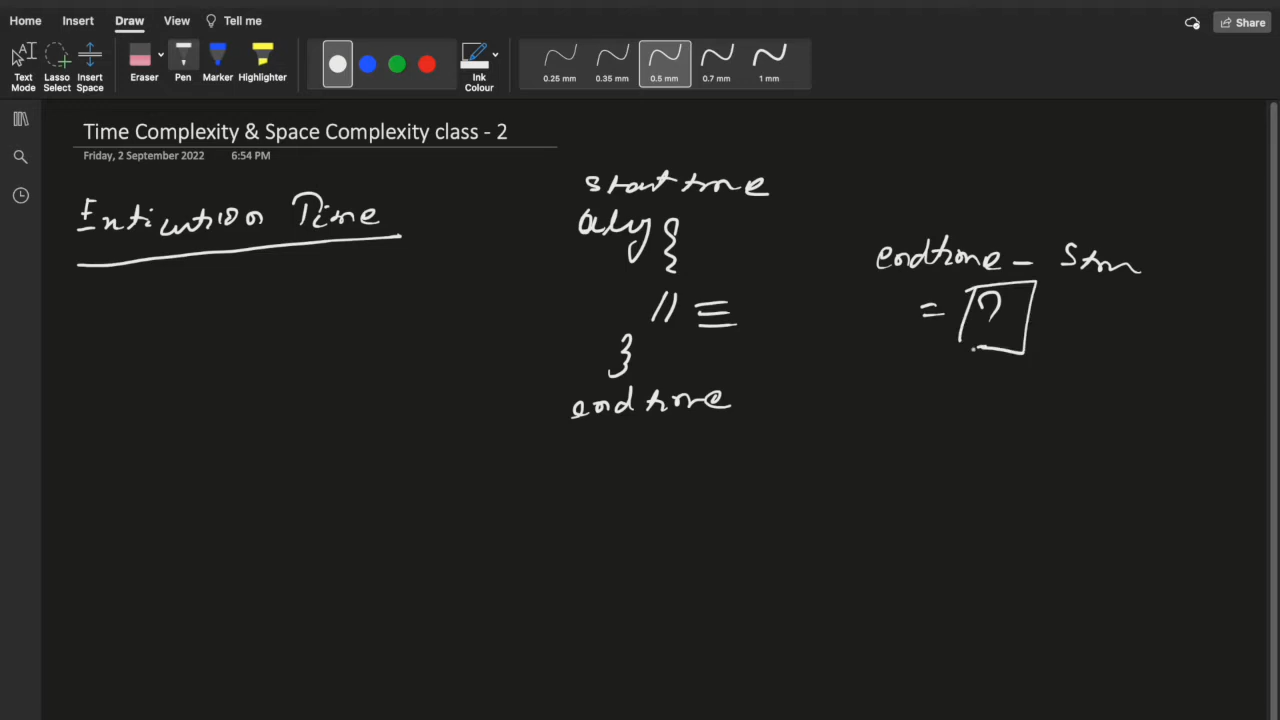 Home Insert Draw View Tell me
Share
Text Mode
Lasso Select
Insert Space
Eraser
Pen
Marker
Highlighter
Ink Colour
0.25 mm
0.35 mm
0.5 mm
0.7 mm
1 mm
Time Complexity & Space Complexity class - 2
Friday, 2 September 2022 6:54 PM
Time
start time
algo {
//
}
end time
endtime -
= ?